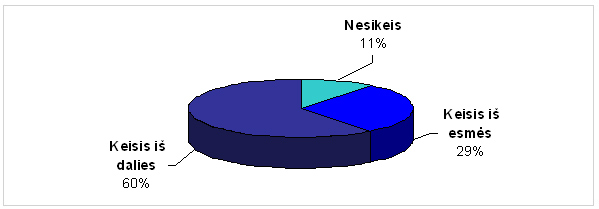 Nesikeis
11%
Keisis iš
esmės
29%
Keisis iš
dalies
60%